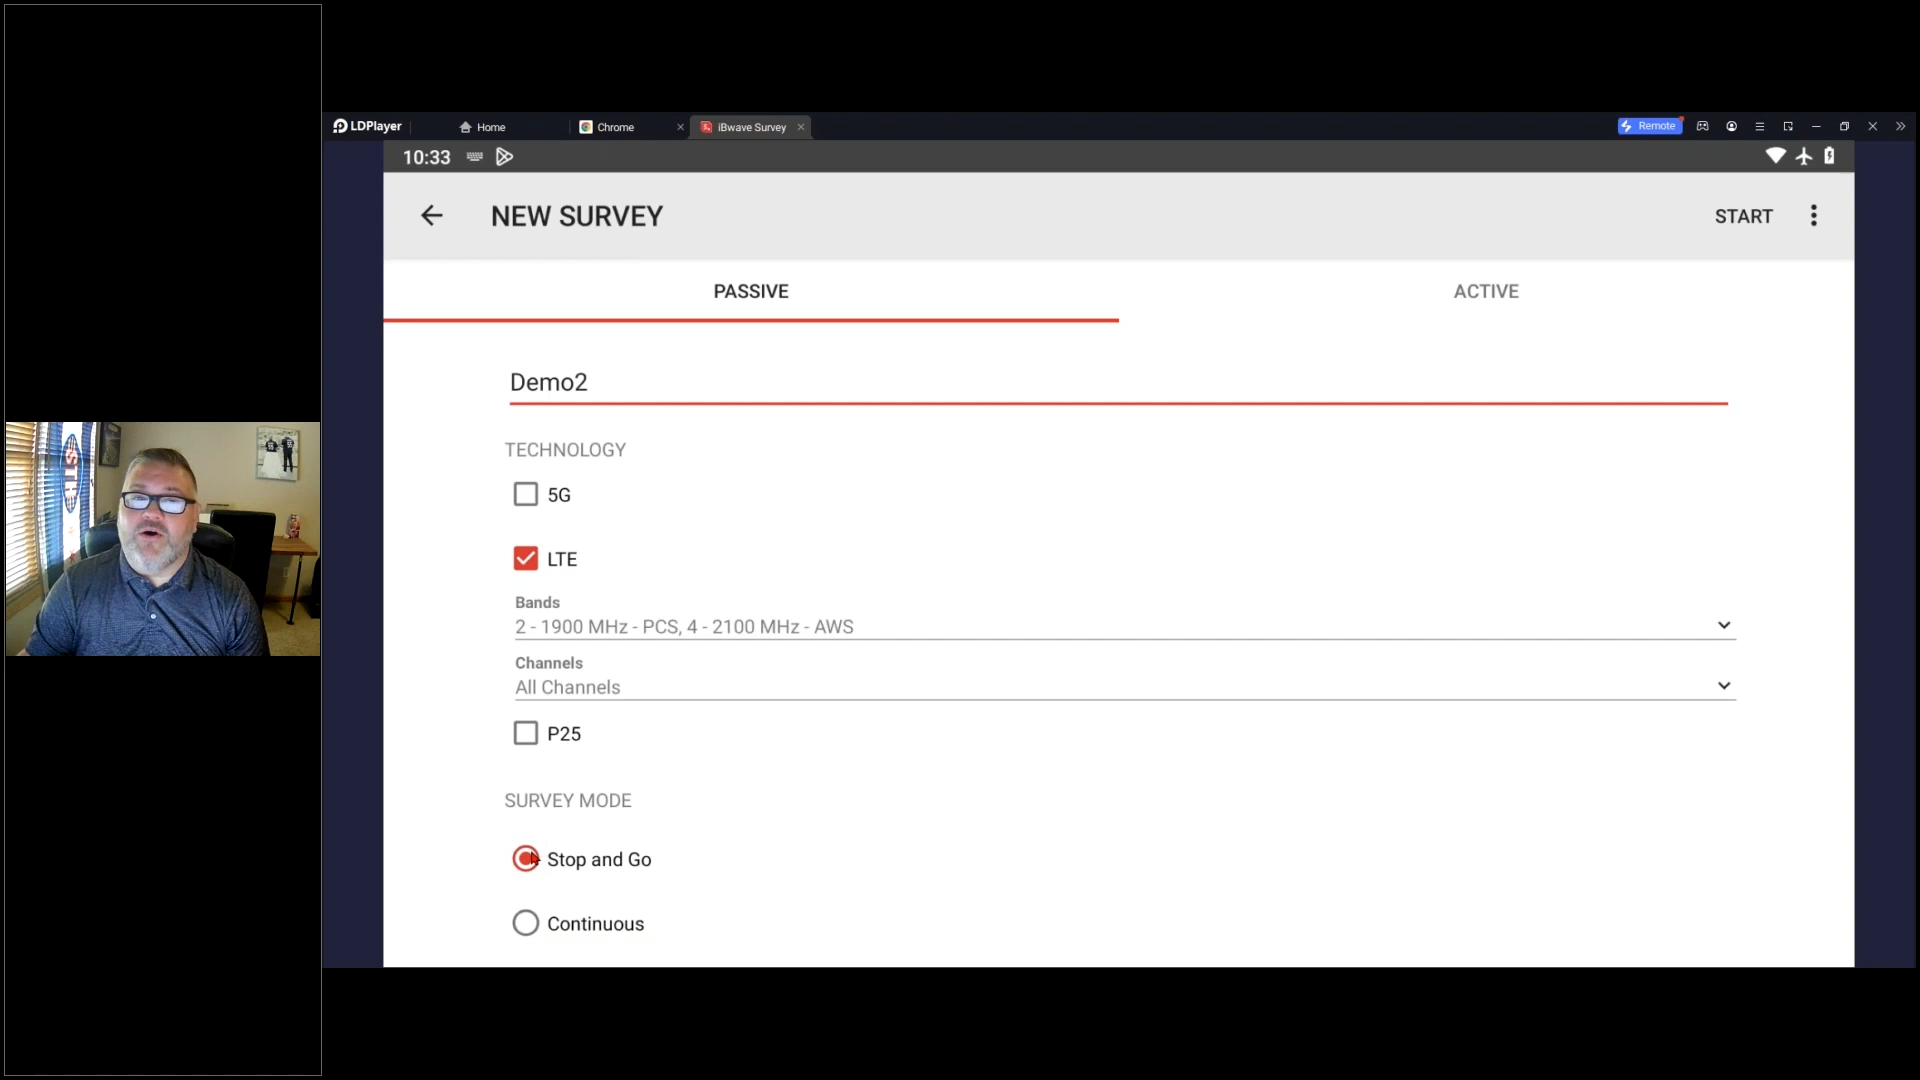 LDPlayer
Home
Chrome
iBwave Survey
Remote
10:33
NEW SURVEY
START
PASSIVE
ACTIVE
Demo2
TECHNOLOGY
5G
LTE
Bands
2 - 1900 MHz - PCS, 4 - 2100 MHz - AWS
Channels
All Channels
P25
SURVEY MODE
Stop and Go
Continuous